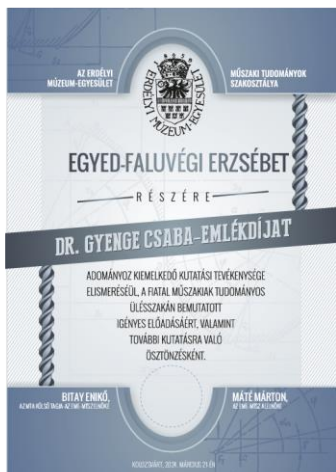 AZ ERDÉLYI
MÚZEUM-EGYESÜLET
MŰSZAKI TUDOMÁNYOK
SZAKOSZTÁLYA
ERDÉLYI MÚZEUM-EGYESÜLET
EGYED-FALUVÉGI ERZSÉBET
RÉSZÉRE
DR. GYENGE CSABA-EMLÉKDÍJAT
ADOMÁNYOZ KIEMELKEDŐ KUTATÁSI TEVÉKENYSÉGE
ELISMERÉSÉÜL, A FIATAL MŰSZAKIAK TUDOMÁNYOS
ÜLÉSSZAKÁN BEMUTATOTT
IGÉNYES ELŐADÁSÁÉRT, VALAMINT
TOVÁBBI KUTATÁSRA VALÓ
ÖSZTÖNZÉSKÉNT.
BITAY ENIKŐ,
MÁTÉ MÁRTON,
KOLOZSVÁRT,